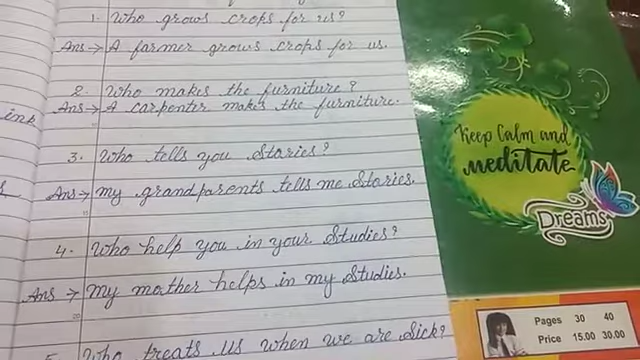 1. Who grows crops for us?
Ans → A farmer grows crops for us.
2. Who makes the furniture?
Ans → A carpenter makes the furniture.
3. Who tells you stories?
Ans → my grandparents tells me stories.
4. Who help you in your studies?
Ans → my mother helps in my studies.
5. Who treats us when we are sick?
ink
Keep Calm and
meditate
Dreams
Pages 30 40
Price 15.00 30.00